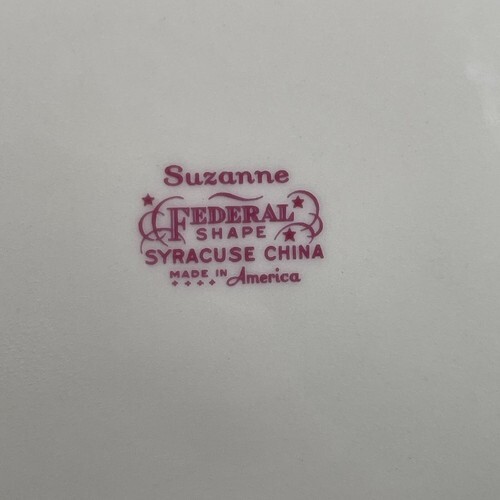 Suzanne
FEDERAL
SHAPE
SYRACUSE CHINA
MADE IN America